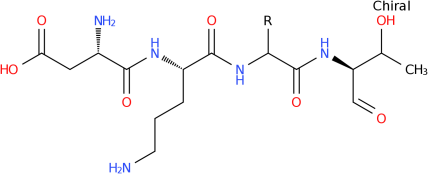 Chiral
O NH₂ O R OH
H N H N
HO CH₃
O N H O O
H₂N